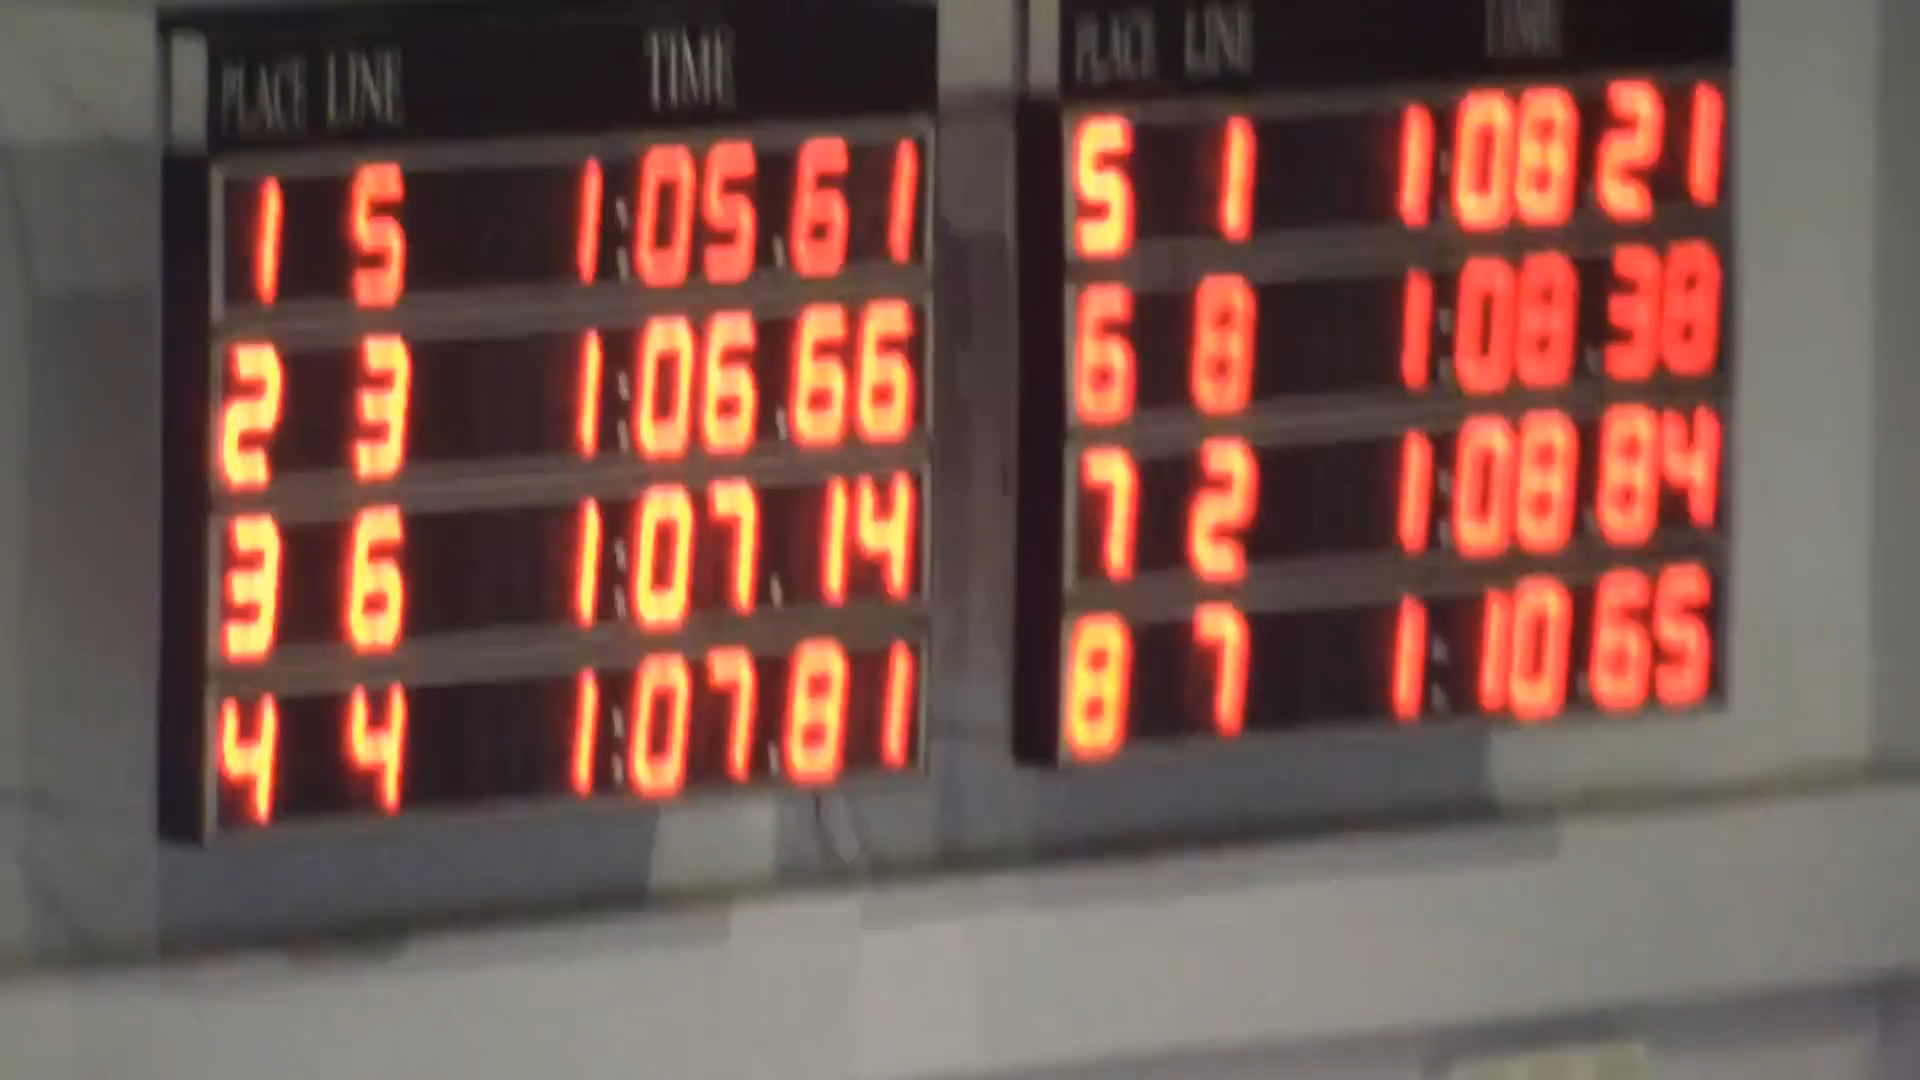 PLACE LINE TIME
1 5 1:05.61
2 3 1:06.66
3 6 1:07.14
4 4 1:07.81
PLACE LINE TIME
5 1 1:08.21
6 8 1:08.38
7 2 1:08.84
8 7 1:10.65